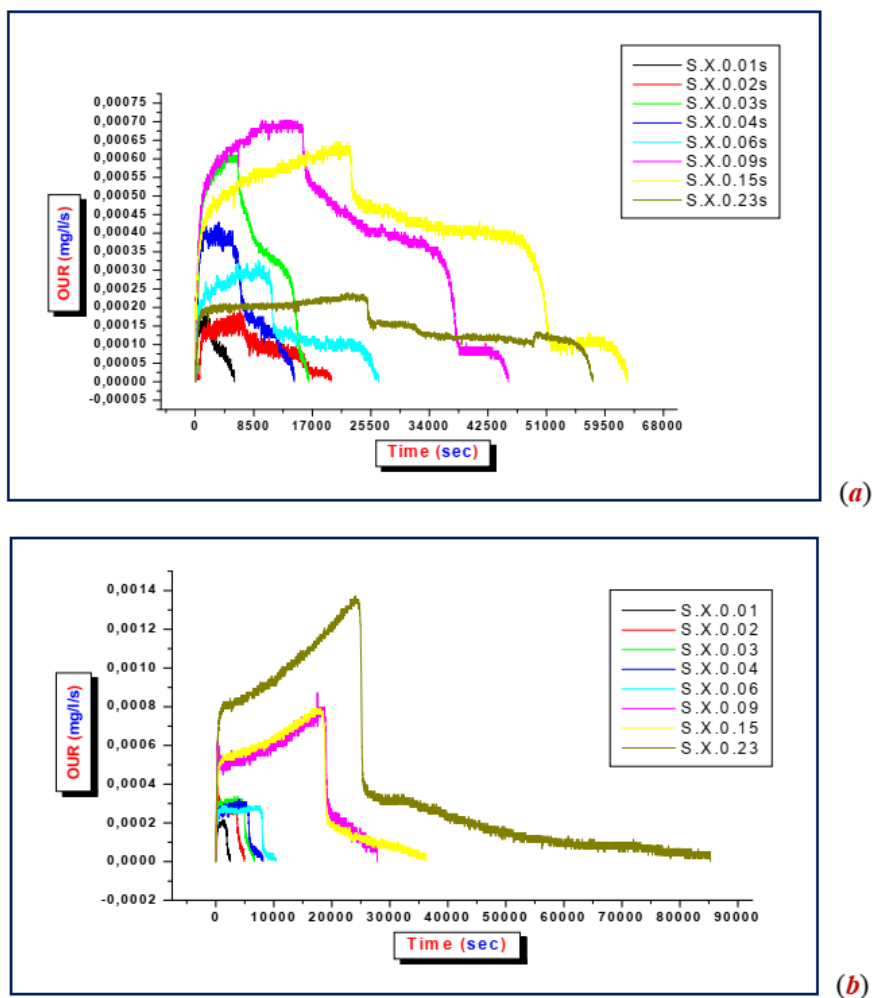 S.X.0.01s
S.X.0.02s
S.X.0.03s
S.X.0.04s
S.X.0.06s
S.X.0.09s
S.X.0.15s
S.X.0.23s
0,00075
0,00070
0,00065
0,00060
0,00055
0,00050
0,00045
0,00040
0,00035
0,00030
0,00025
0,00020
0,00015
0,00010
0,00005
0,00000
-0,00005
OUR (mg/l/s)
0 8500 17000 25500 34000 42500 51000 59500 68000
Time (sec)
(a)
S.X.0.01
S.X.0.02
S.X.0.03
S.X.0.04
S.X.0.06
S.X.0.09
S.X.0.15
S.X.0.23
0,0014
0,0012
0,0010
0,0008
0,0006
0,0004
0,0002
0,0000
-0,0002
OUR (mg/l/s)
0 10000 20000 30000 40000 50000 60000 70000 80000 90000
Time (sec)
(b)